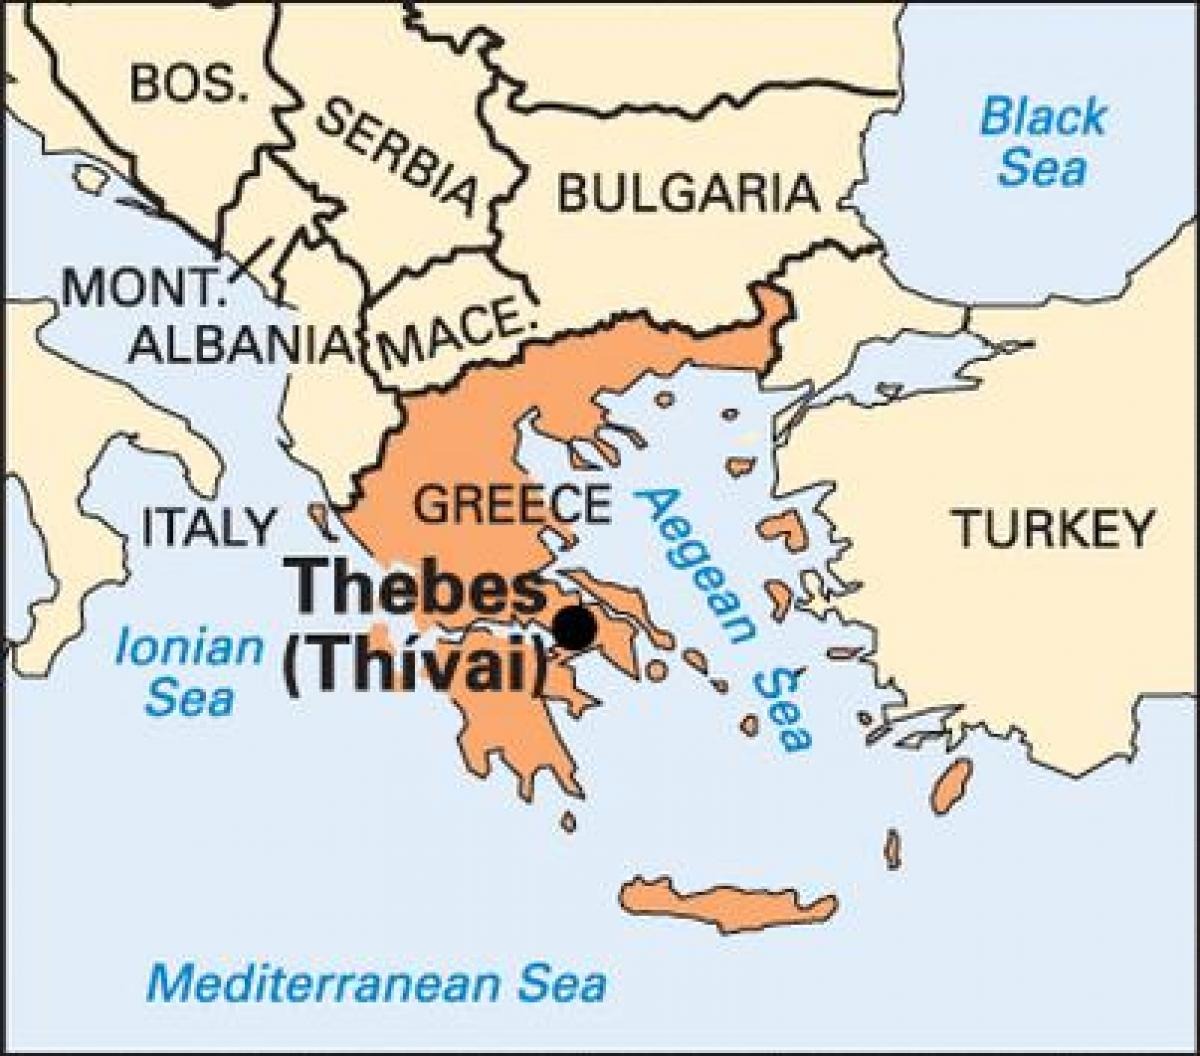 BOS.
SERBIA
BULGARIA
Black
Sea
MONT.
ALBANIA
MACE.
ITALY
GREECE
Aegean
Sea
TURKEY
Thebes
(Thívai)
Ionian
Sea
Mediterranean Sea